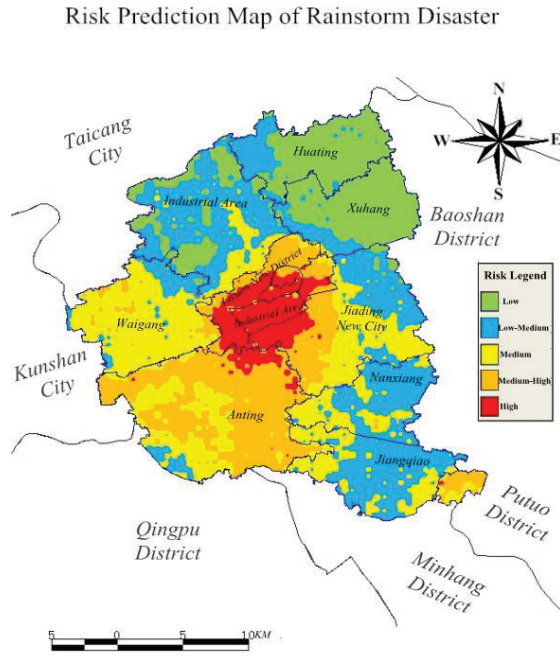 Risk Prediction Map of Rainstorm Disaster
Taicang
City
N
W
E
S
Huating
Industrial Area
Xuhang
Baoshan
District
Risk Legend
Low
Low-Medium
Medium
Medium-High
High
District
Industrial Area
Waigang
Jiading
New City
Kunshan
City
Nanxiang
Anting
Jiangqiao
Putuo
District
Qingpu
District
Minhang
District
5 0 5 10KM